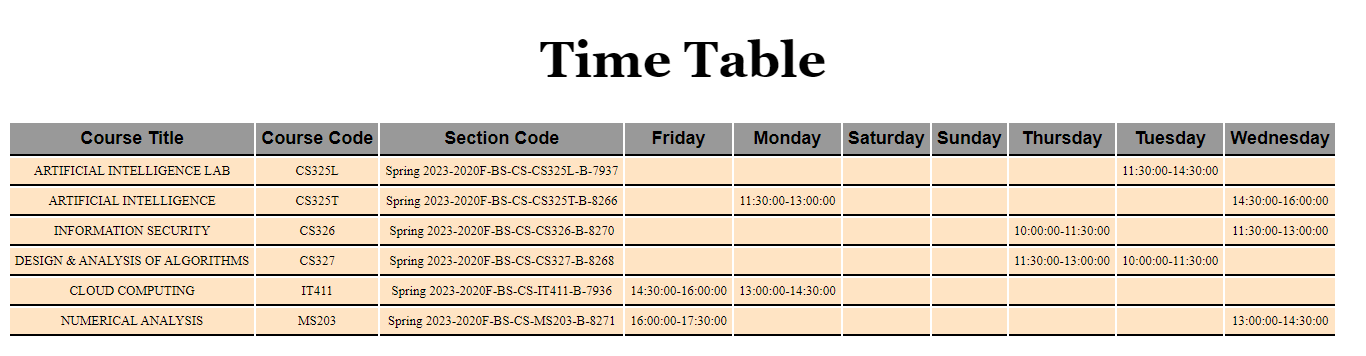 Time Table
Course Title Course Code Section Code Friday Monday Saturday Sunday Thursday Tuesday Wednesday
ARTIFICIAL INTELLIGENCE LAB CS325L Spring 2023-2020F-BS-CS-CS325L-B-7937 11:30:00-14:30:00
ARTIFICIAL INTELLIGENCE CS325T Spring 2023-2020F-BS-CS-CS325T-B-8266 11:30:00-13:00:00 14:30:00-16:00:00
INFORMATION SECURITY CS326 Spring 2023-2020F-BS-CS-CS326-B-8270 10:00:00-11:30:00 11:30:00-13:00:00
DESIGN & ANALYSIS OF ALGORITHMS CS327 Spring 2023-2020F-BS-CS-CS327-B-8268 11:30:00-13:00:00 10:00:00-11:30:00
CLOUD COMPUTING IT411 Spring 2023-2020F-BS-CS-IT411-B-7936 14:30:00-16:00:00 13:00:00-14:30:00
NUMERICAL ANALYSIS MS203 Spring 2023-2020F-BS-CS-MS203-B-8271 16:00:00-17:30:00 13:00:00-14:30:00